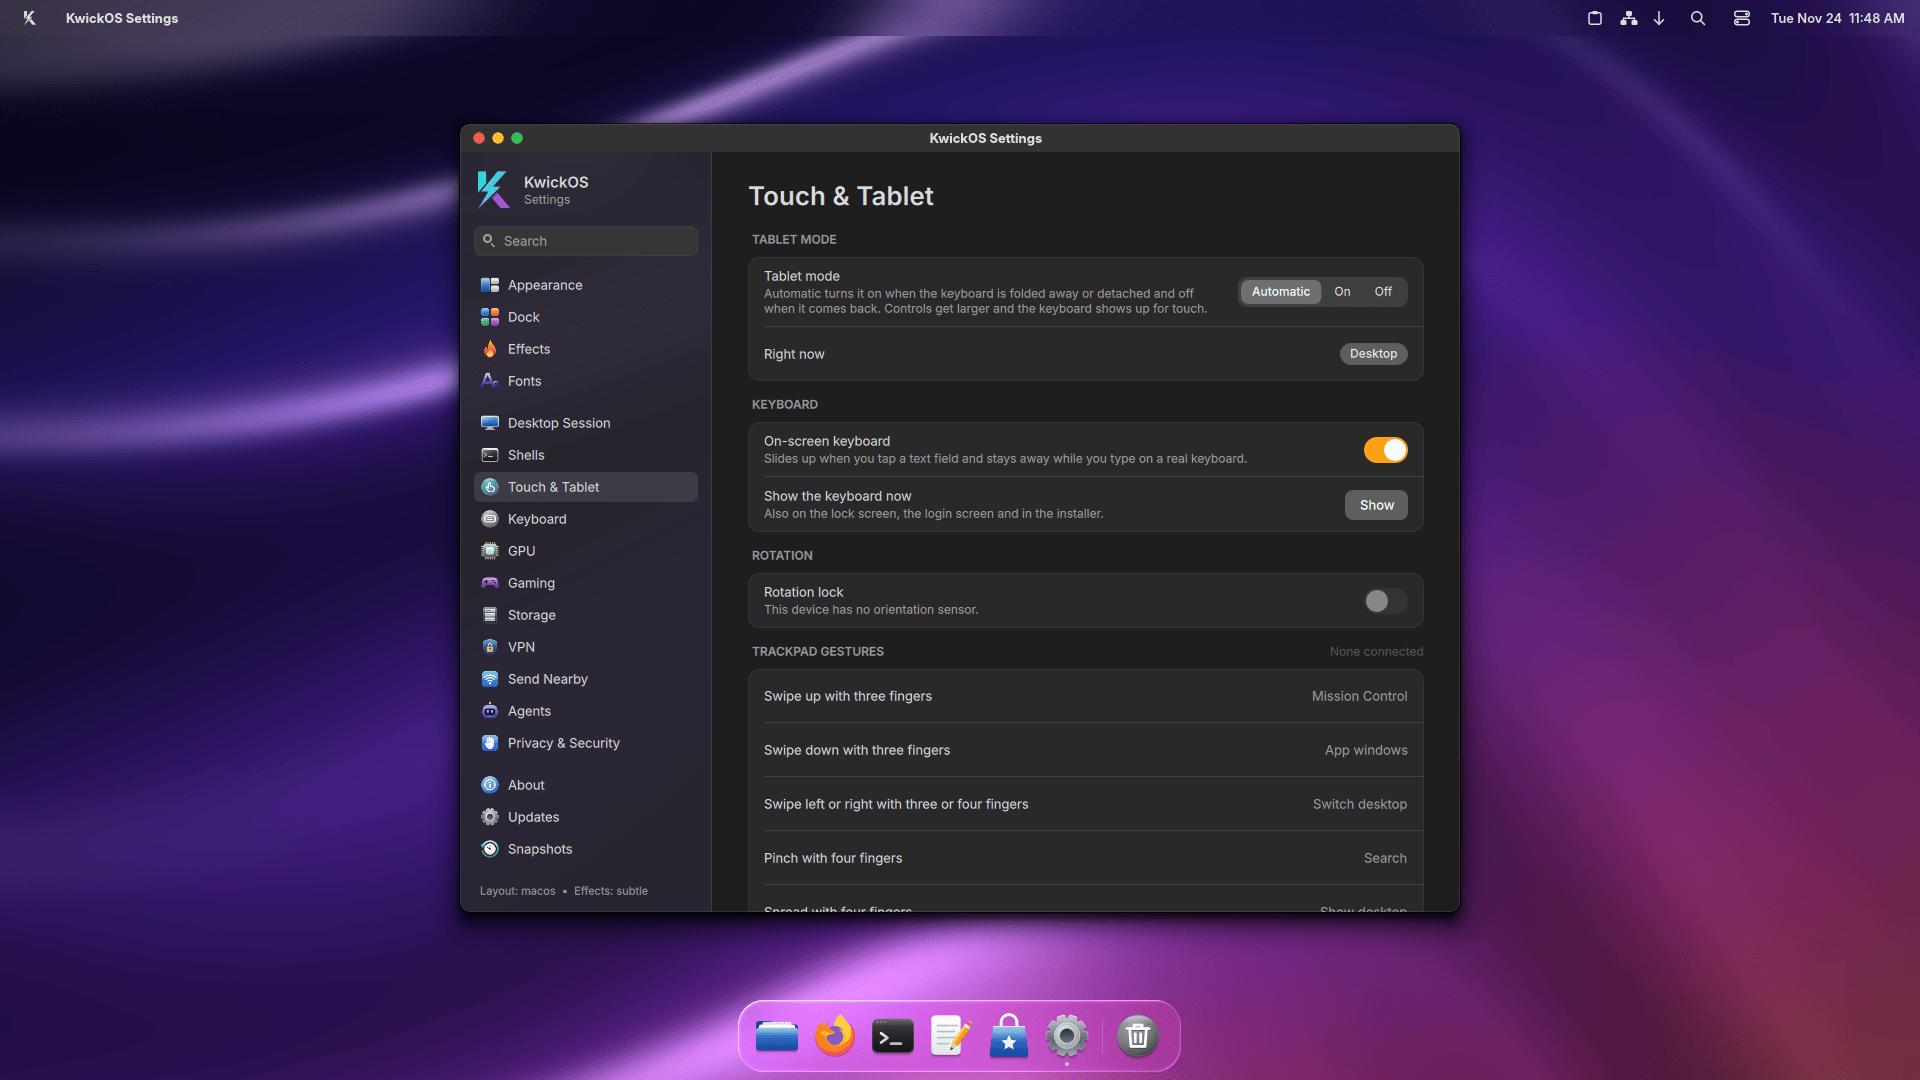 KwickOS Settings
Tue Nov 24 11:48 AM
KwickOS Settings
KwickOS
Settings
Search
Appearance
Dock
Effects
Fonts
Desktop Session
Shells
Touch & Tablet
Keyboard
GPU
Gaming
Storage
VPN
Send Nearby
Agents
Privacy & Security
About
Updates
Snapshots
Layout: macos • Effects: subtle
Touch & Tablet
TABLET MODE
Tablet mode
Automatic turns it on when the keyboard is folded away or detached and off
when it comes back. Controls get larger and the keyboard shows up for touch.
Automatic On Off
Right now Desktop
KEYBOARD
On-screen keyboard
Slides up when you tap a text field and stays away while you type on a real keyboard.
Show the keyboard now
Also on the lock screen, the login screen and in the installer.
Show
ROTATION
Rotation lock
This device has no orientation sensor.
TRACKPAD GESTURES None connected
Swipe up with three fingers Mission Control
Swipe down with three fingers App windows
Swipe left or right with three or four fingers Switch desktop
Pinch with four fingers Search
Spread with four fingers Show desktop